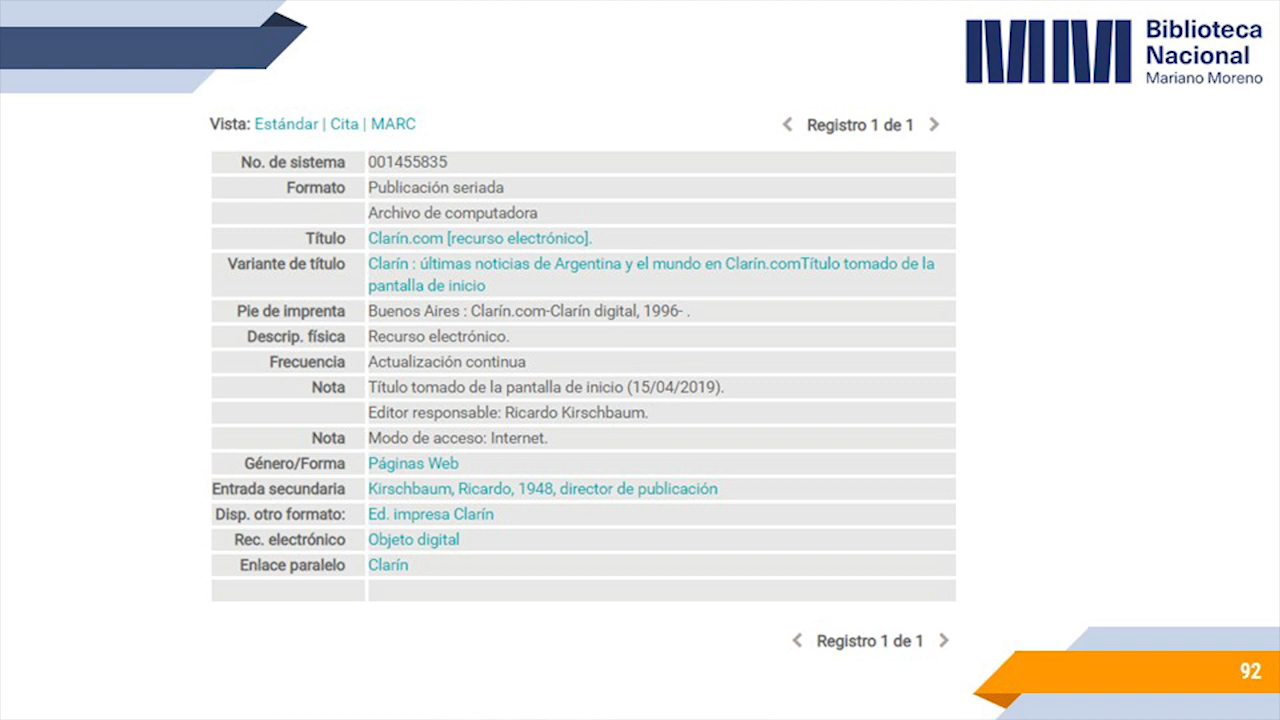 Biblioteca
Nacional
Mariano Moreno
Vista: Estándar | Cita | MARC
Registro 1 de 1
No. de sistema 001455835
Formato Publicación seriada
Archivo de computadora
Título Clarín.com [recurso electrónico].
Variante de título Clarín : últimas noticias de Argentina y el mundo en Clarín.comTítulo tomado de la
pantalla de inicio
Pie de imprenta Buenos Aires : Clarín.com-Clarín digital, 1996- .
Descrip. física Recurso electrónico.
Frecuencia Actualización continua
Nota Título tomado de la pantalla de inicio (15/04/2019).
Editor responsable: Ricardo Kirschbaum.
Nota Modo de acceso: Internet.
Género/Forma Páginas Web
Entrada secundaria Kirschbaum, Ricardo, 1948, director de publicación
Disp. otro formato: Ed. impresa Clarín
Rec. electrónico Objeto digital
Enlace paralelo Clarín
Registro 1 de 1
92